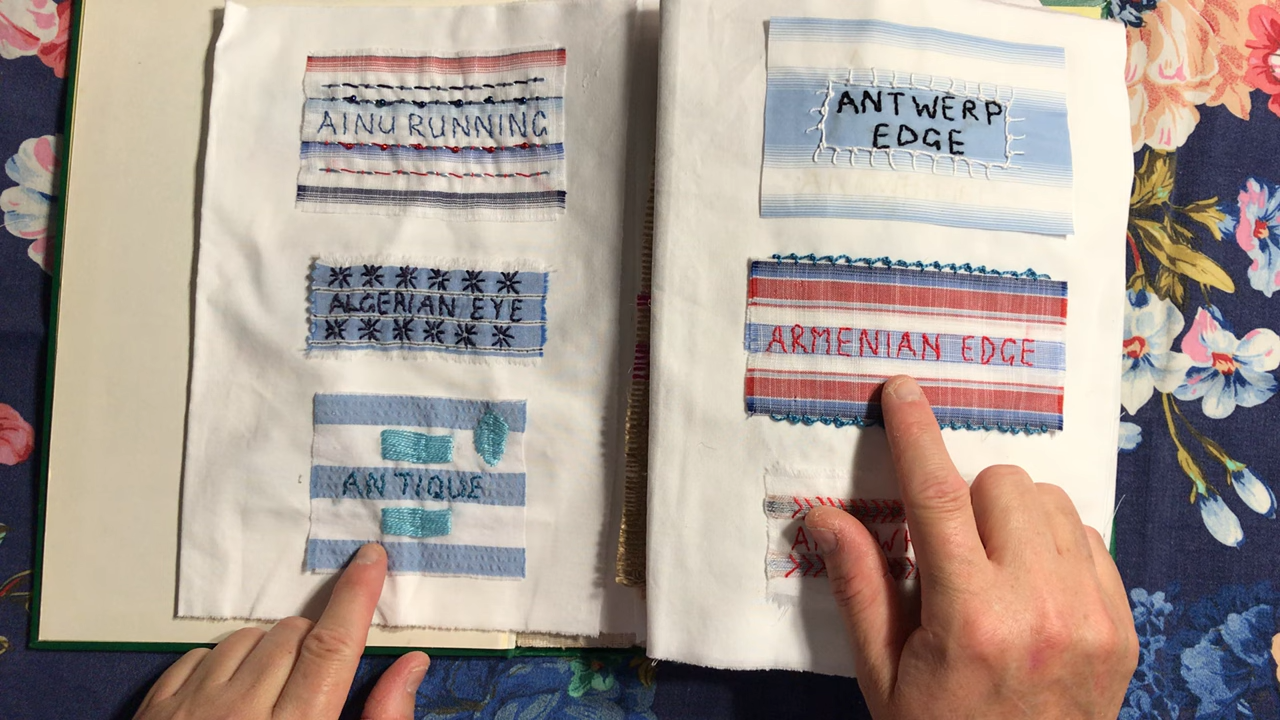 AINU RUNNING
ALGERIAN EYE
ANTIQUE
ANTWERP
EDGE
ARMENIAN EDGE